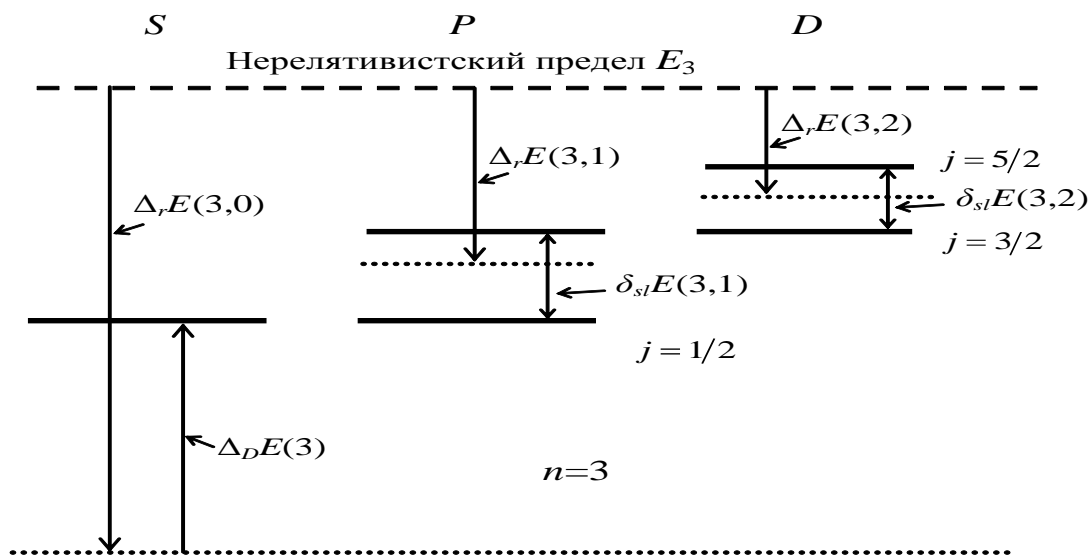 S P D
Нерелятивистский предел E₃
ΔᵣE(3,2)
j = 5/2
ΔᵣE(3,1)
δₛₗE(3,2)
ΔᵣE(3,0)
j = 3/2
δₛₗE(3,1)
j = 1/2
Δ_DE(3)
n=3